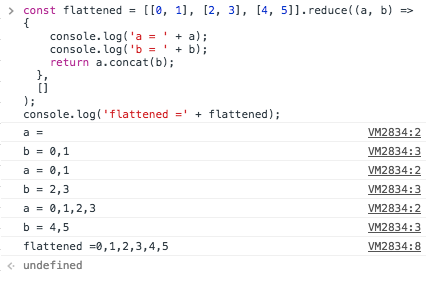 const flattened = [[0, 1], [2, 3], [4, 5]].reduce((a, b) =>
{
    console.log('a = ' + a);
    console.log('b = ' + b);
    return a.concat(b);
  },
  []
);
console.log('flattened =' + flattened);
a = VM2834:2
b = 0,1 VM2834:3
a = 0,1 VM2834:2
b = 2,3 VM2834:3
a = 0,1,2,3 VM2834:2
b = 4,5 VM2834:3
flattened =0,1,2,3,4,5 VM2834:8
undefined